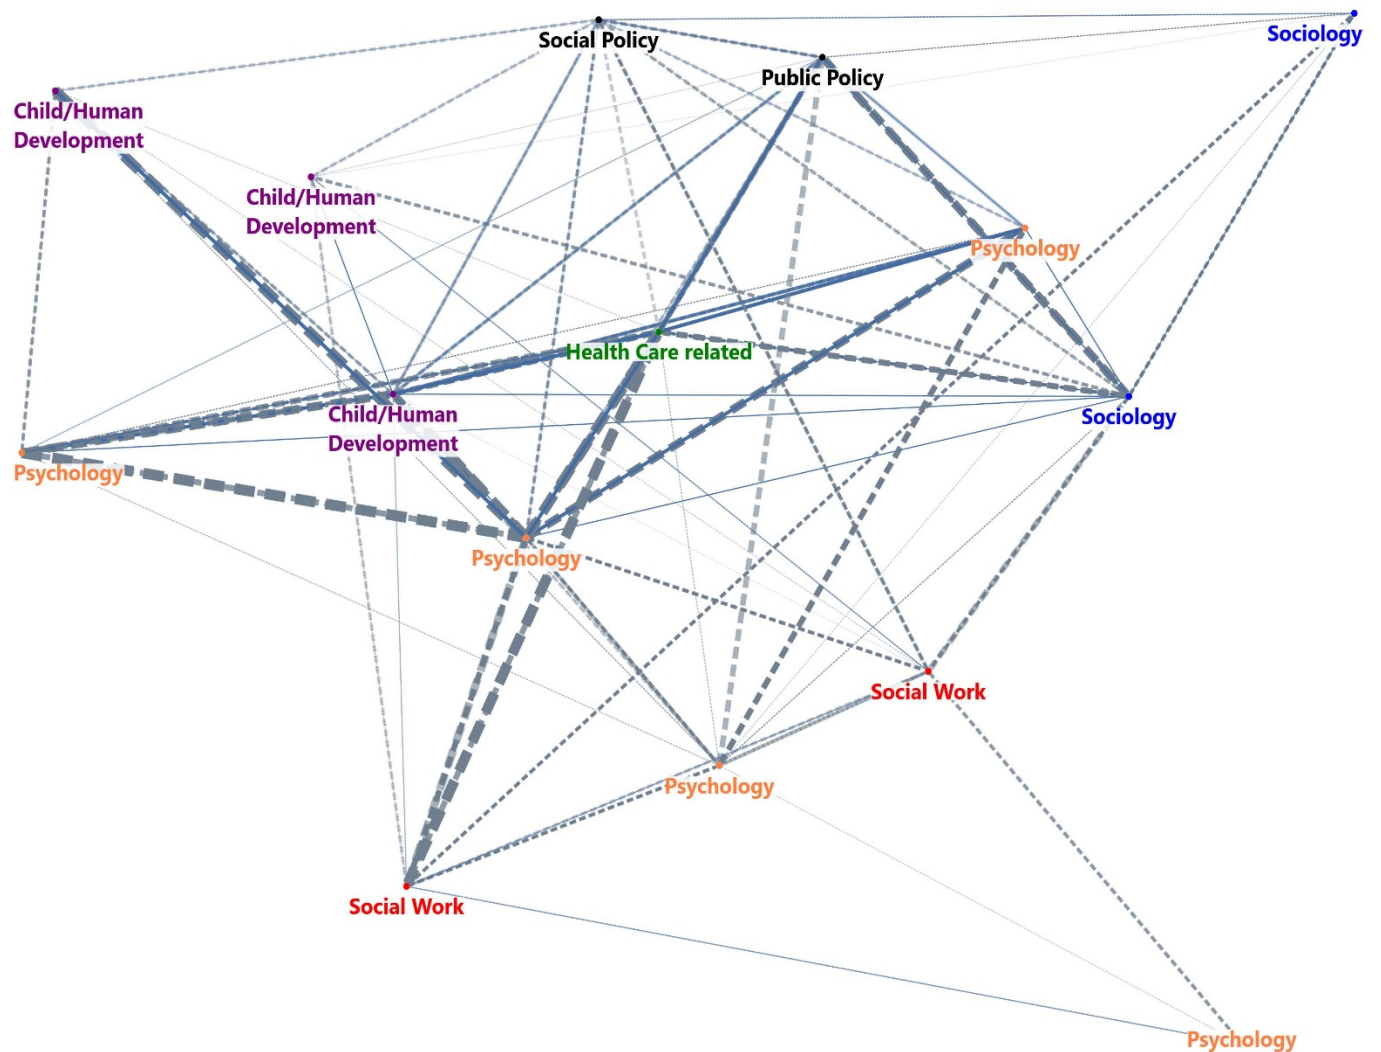 Social Policy
Sociology
Public Policy
Child/Human
Development
Child/Human
Development
Psychology
Health Care related
Child/Human
Development
Sociology
Psychology
Psychology
Social Work
Psychology
Social Work
Psychology